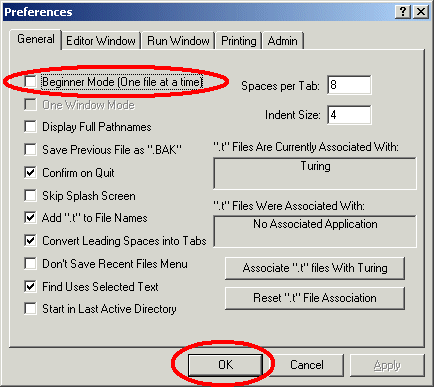 Preferences
General
Editor Window
Run Window
Printing
Admin
Beginner Mode (One file at a time)
One Window Mode
Display Full Pathnames
Save Previous File as ".BAK"
Confirm on Quit
Skip Splash Screen
Add ".t" to File Names
Convert Leading Spaces into Tabs
Don't Save Recent Files Menu
Find Uses Selected Text
Start in Last Active Directory
Spaces per Tab: 8
Indent Size: 4
".t" Files Are Currently Associated With:
Turing
".t" Files Were Associated With:
No Associated Application
Associate ".t" files With Turing
Reset ".t" File Association
OK
Cancel
Apply